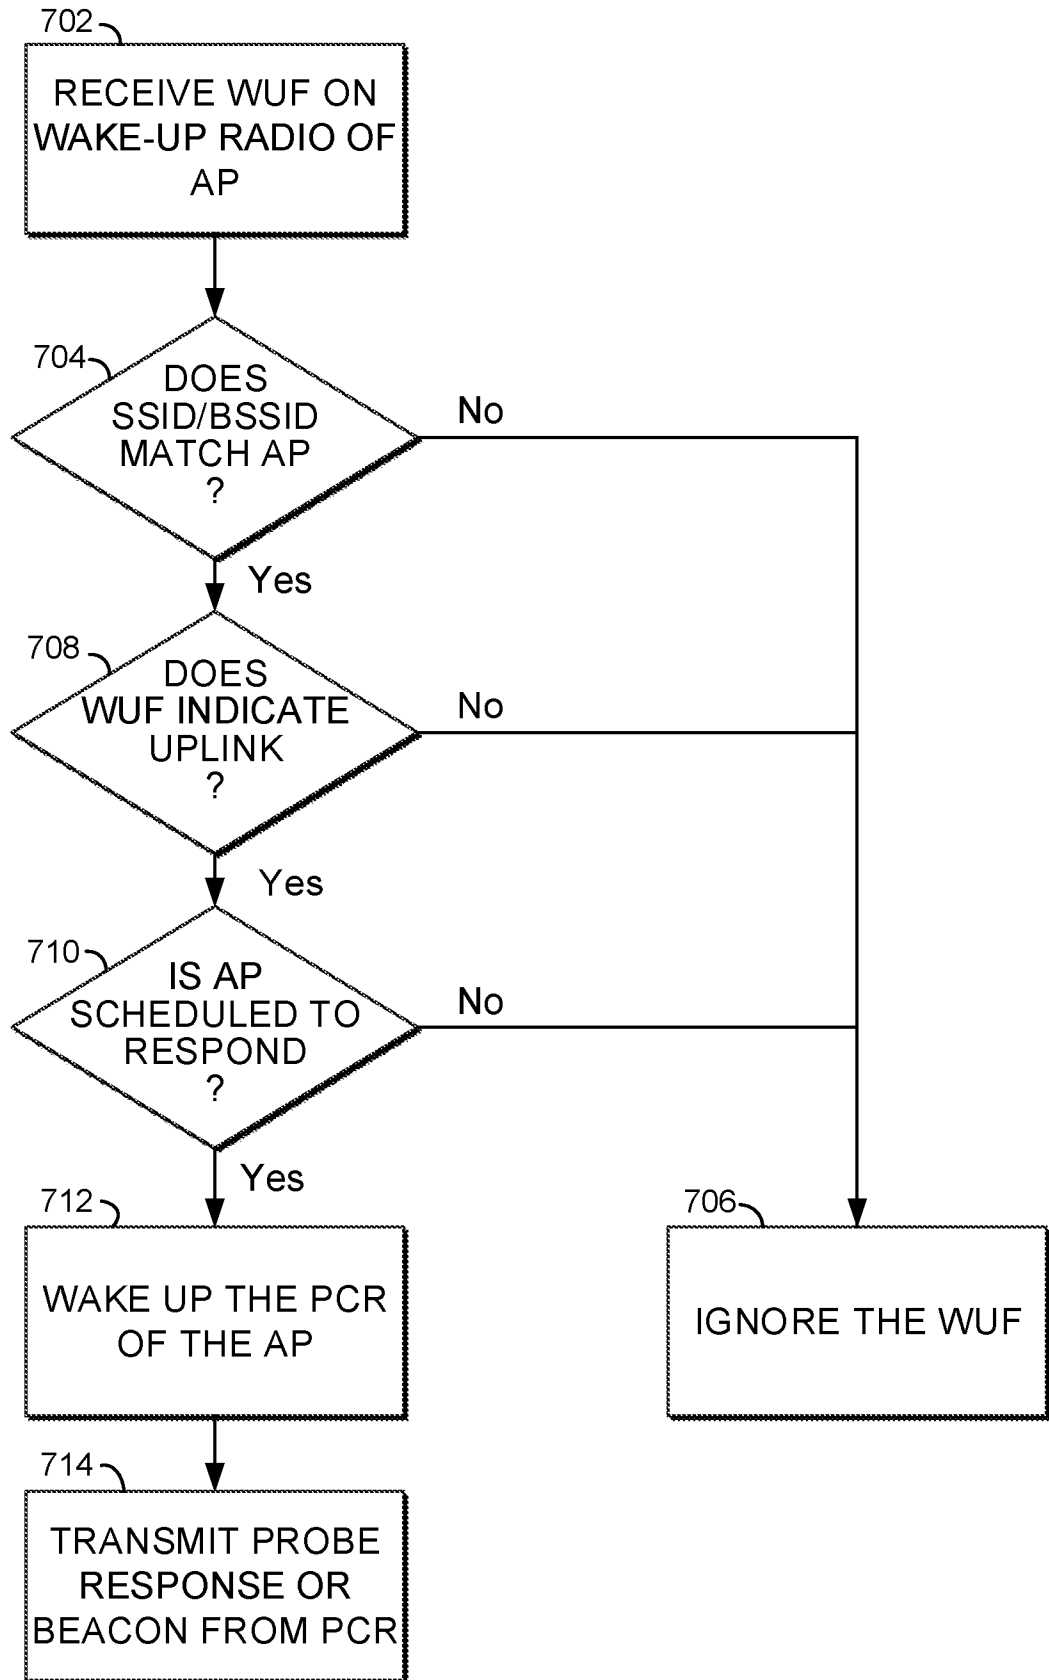 702
RECEIVE WUF ON
WAKE-UP RADIO OF
AP
704
DOES
SSID/BSSID
MATCH AP
?
No
Yes
708
DOES
WUF INDICATE
UPLINK
?
No
Yes
710
IS AP
SCHEDULED TO
RESPOND
?
No
Yes
712
WAKE UP THE PCR
OF THE AP
706
IGNORE THE WUF
714
TRANSMIT PROBE
RESPONSE OR
BEACON FROM PCR